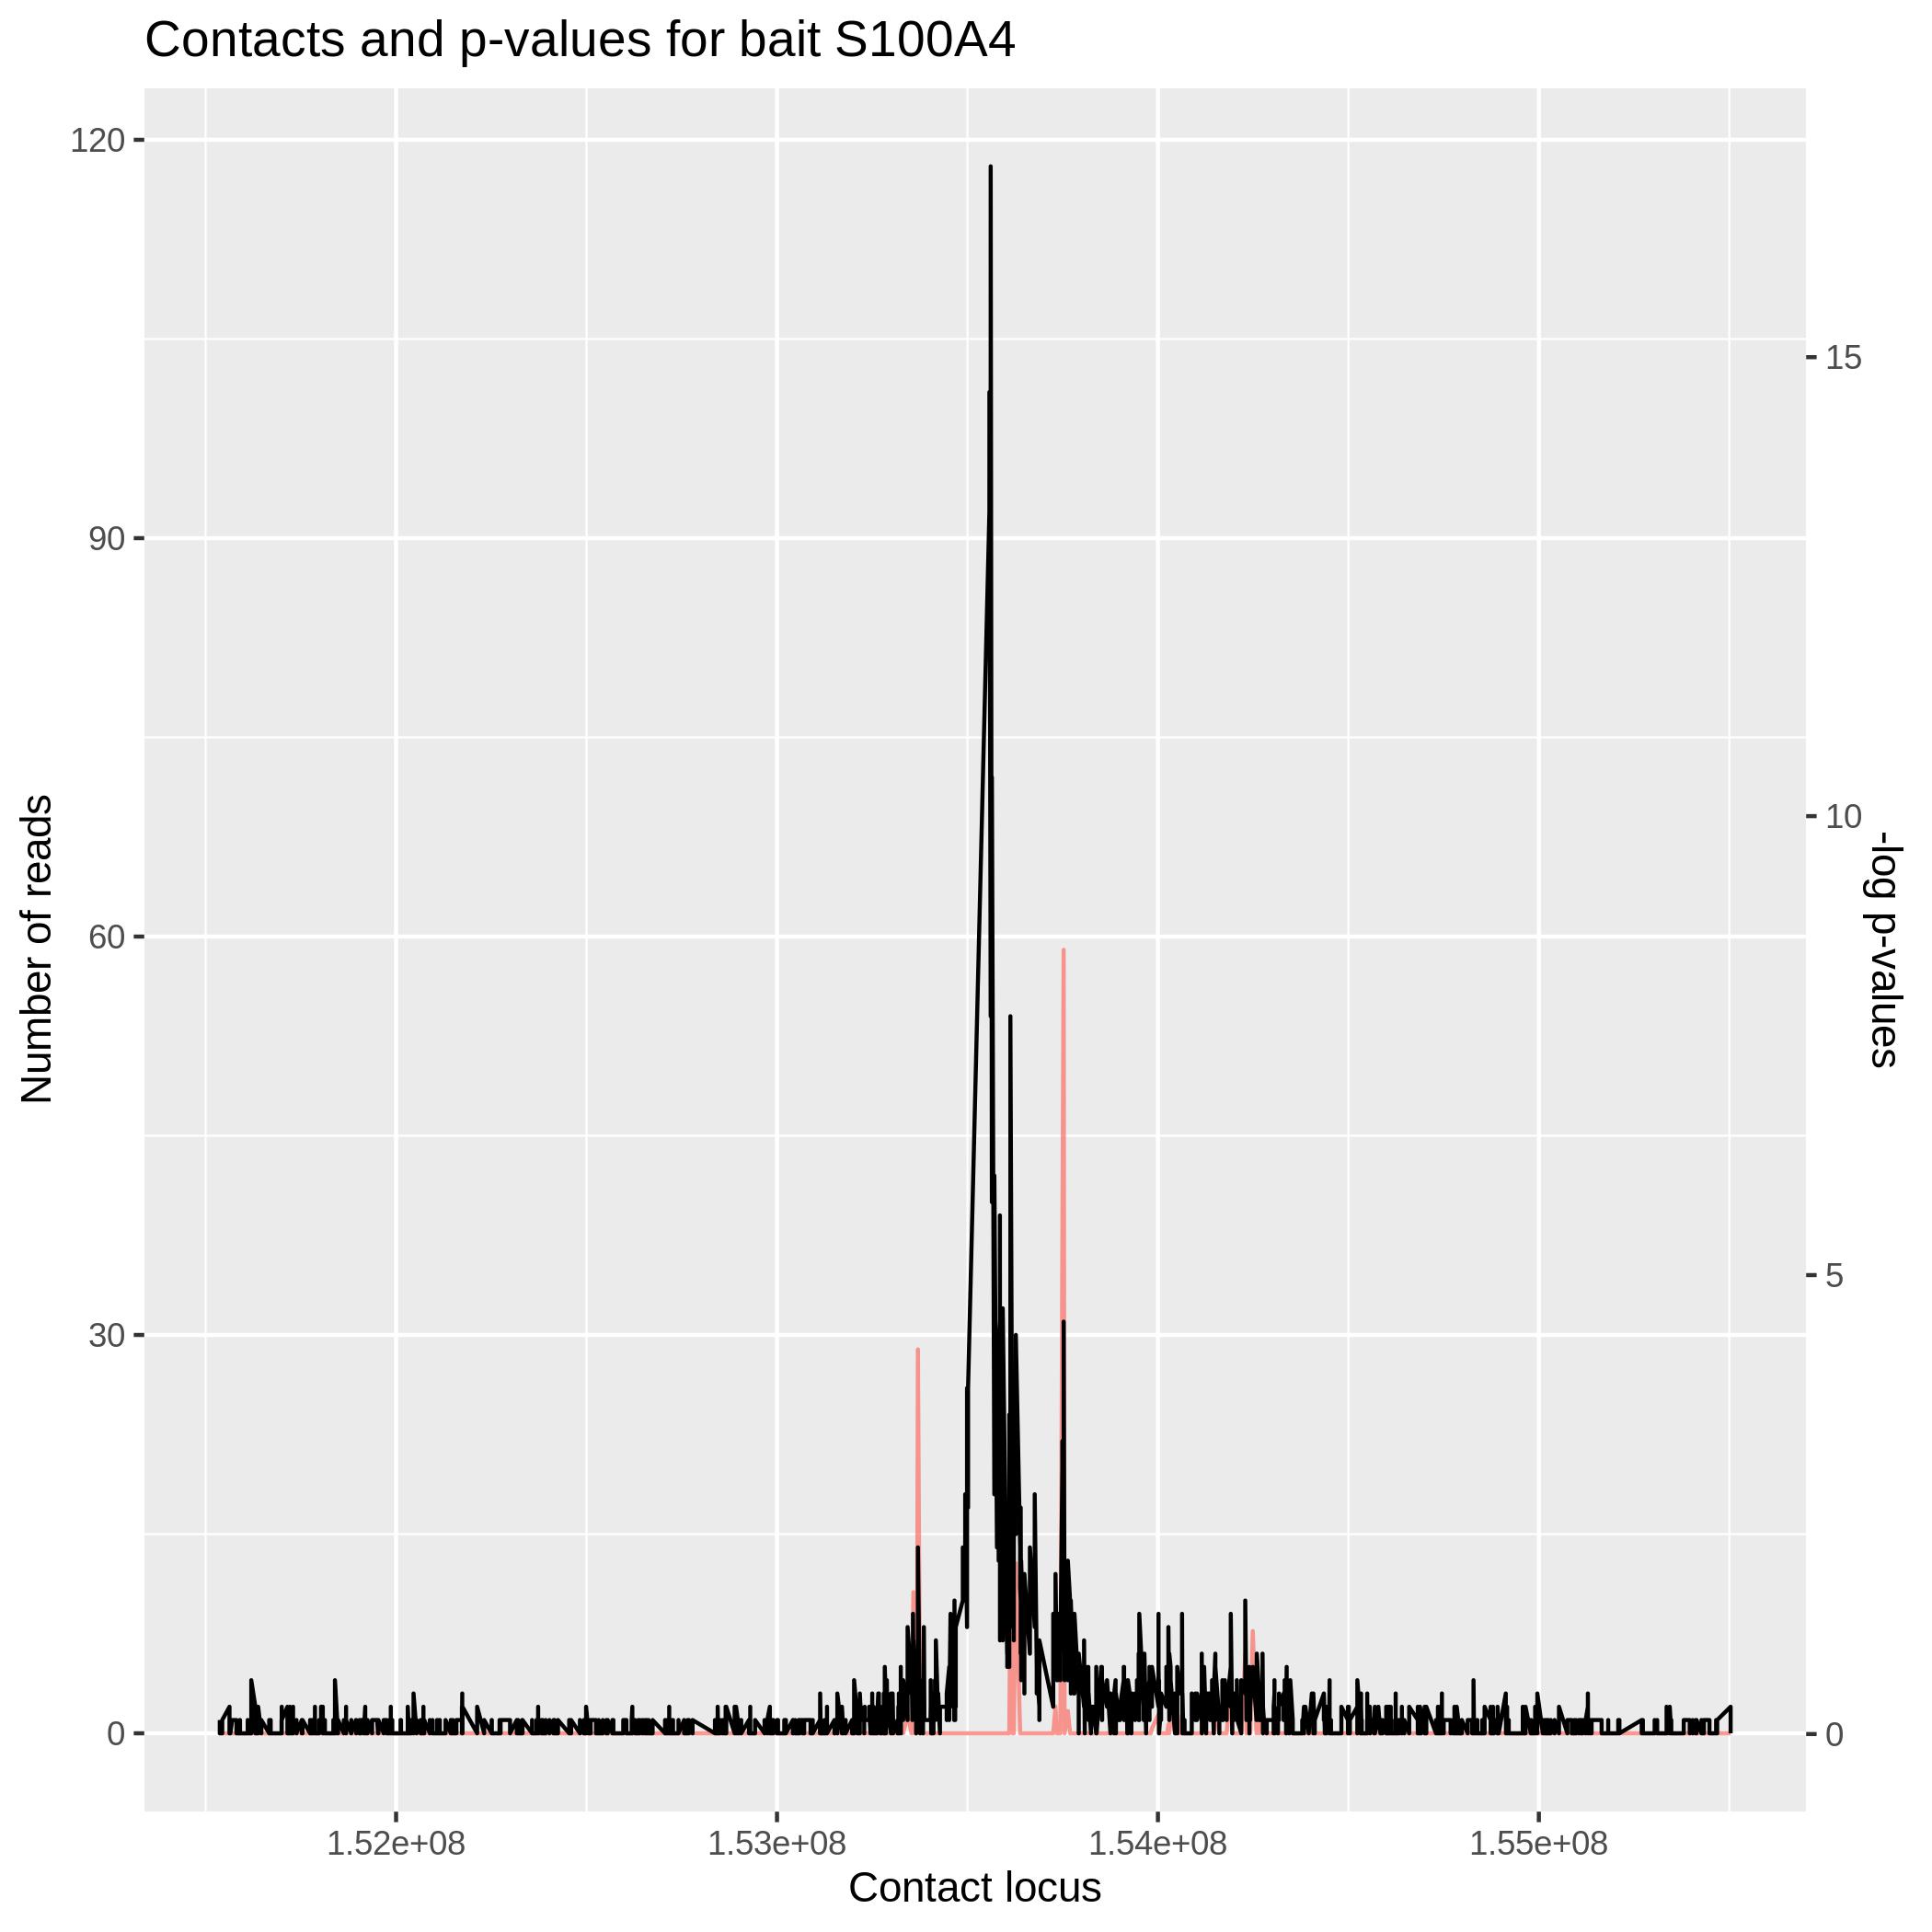 Contacts and p-values for bait S100A4
120
90
60
30
0
Number of reads
15
10
5
0
-log p-values
1.52e+08
1.53e+08
1.54e+08
1.55e+08
Contact locus